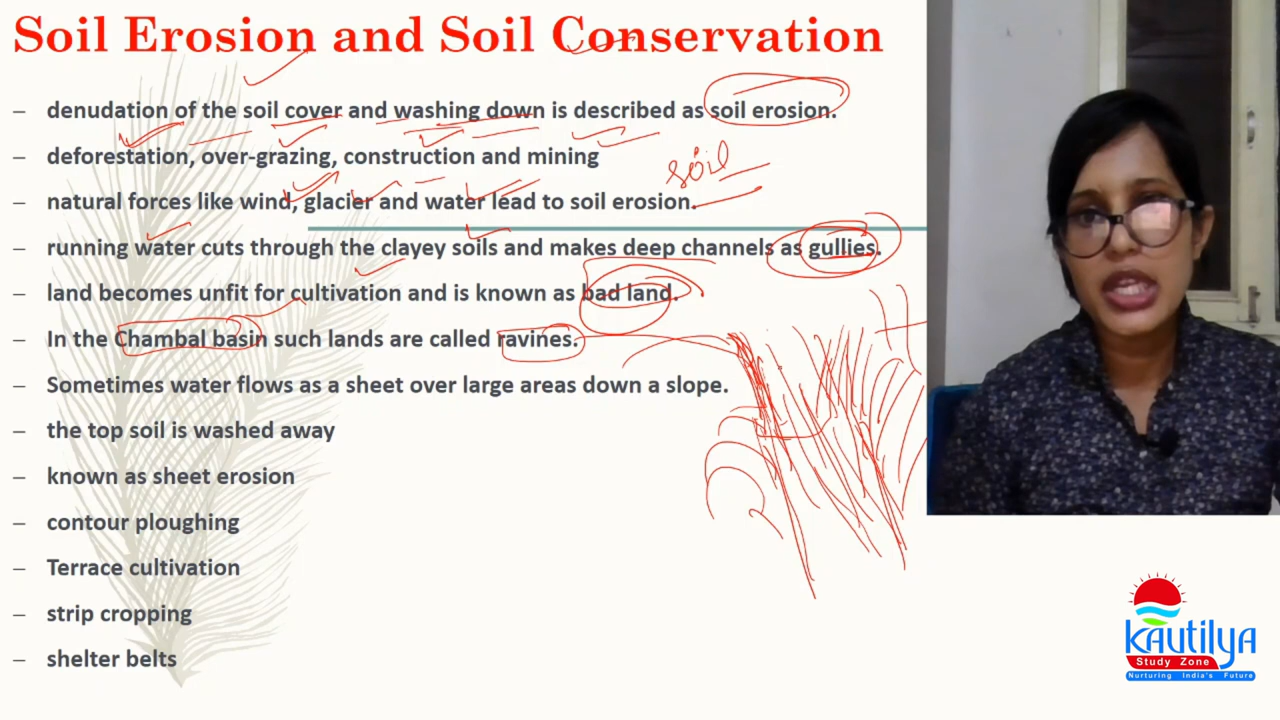 Soil Erosion and Soil Conservation
– denudation of the soil cover and washing down is described as soil erosion.
– deforestation, over-grazing, construction and mining
soil
– natural forces like wind, glacier and water lead to soil erosion.
– running water cuts through the clayey soils and makes deep channels as gullies.
– land becomes unfit for cultivation and is known as bad land.
– In the Chambal basin such lands are called ravines.
– Sometimes water flows as a sheet over large areas down a slope.
– the top soil is washed away
– known as sheet erosion
– contour ploughing
– Terrace cultivation
– strip cropping
– shelter belts
kautilya
Study Zone
Nurturing India's Future